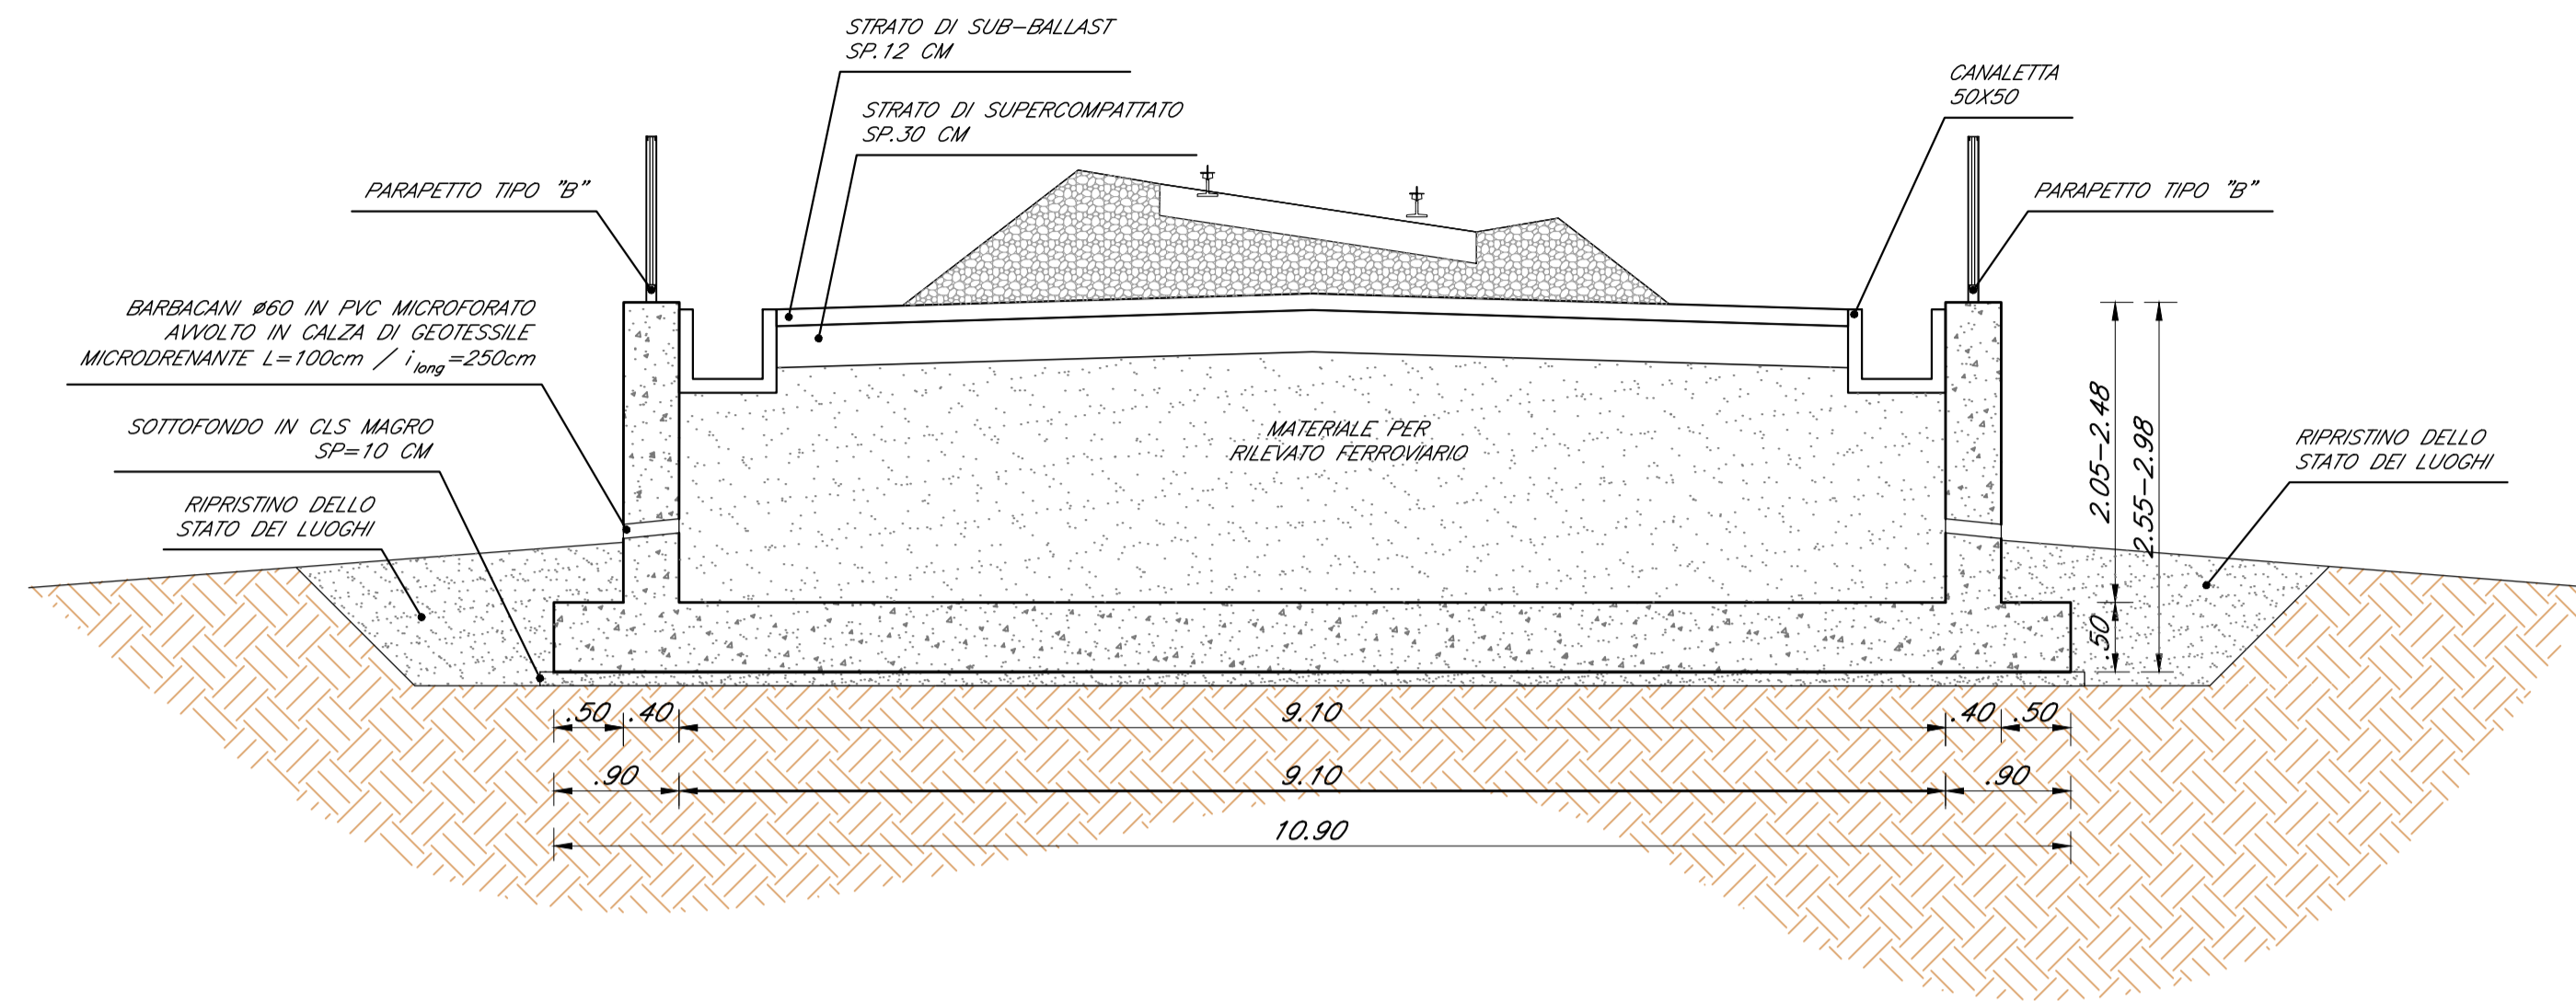 STRATO DI SUB-BALLAST
SP.12 CM
STRATO DI SUPERCOMPATTATO
SP.30 CM
CANALETTA
50X50
PARAPETTO TIPO "B"
PARAPETTO TIPO "B"
BARBACANI ø60 IN PVC MICROFORATO
AVVOLTO IN CALZA DI GEOTESSILE
MICRODRENANTE L=100cm / i long=250cm
SOTTOFONDO IN CLS MAGRO
SP=10 CM
RIPRISTINO DELLO
STATO DEI LUOGHI
MATERIALE PER
RILEVATO FERROVIARIO
2.05-2.48
2.55-2.98
.50
RIPRISTINO DELLO
STATO DEI LUOGHI
.50 .40 9.10 .40 .50
.90 9.10 .90
10.90